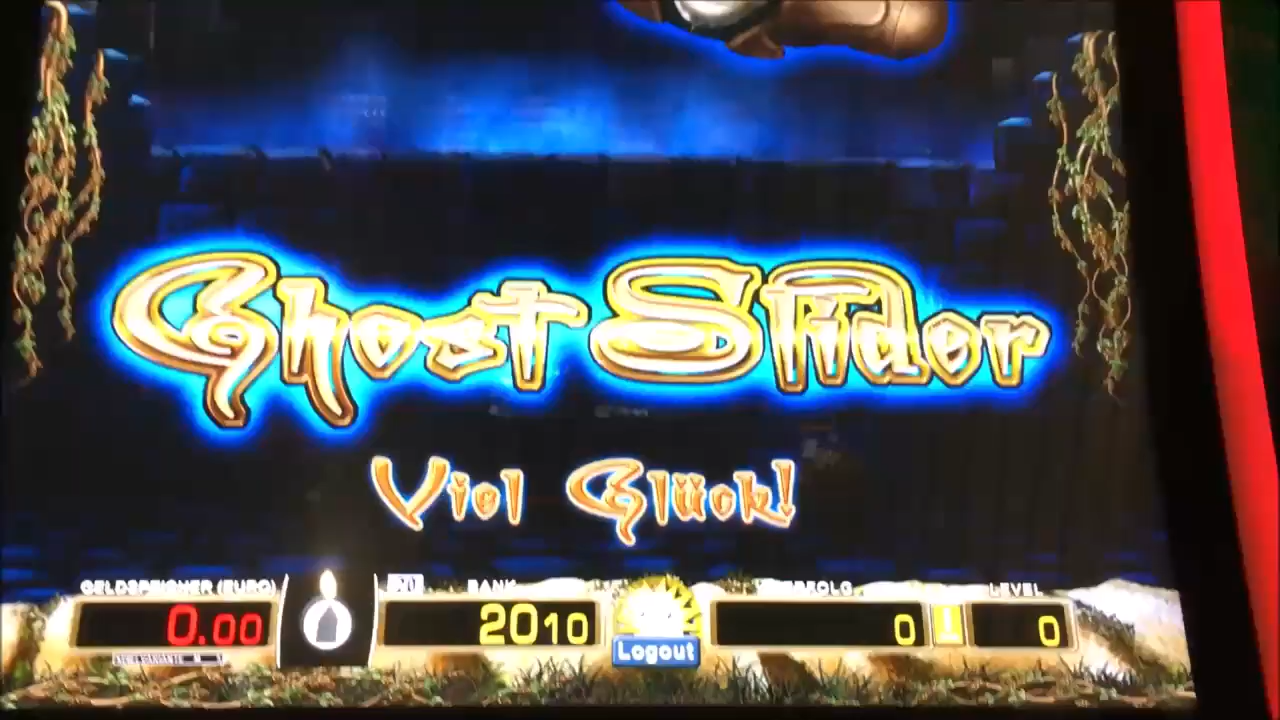 Ghost Slider
Viel Glück!
GELDSPEICHER (EURO)
BANK
LEVEL
0.00
2010
0
0
Logout